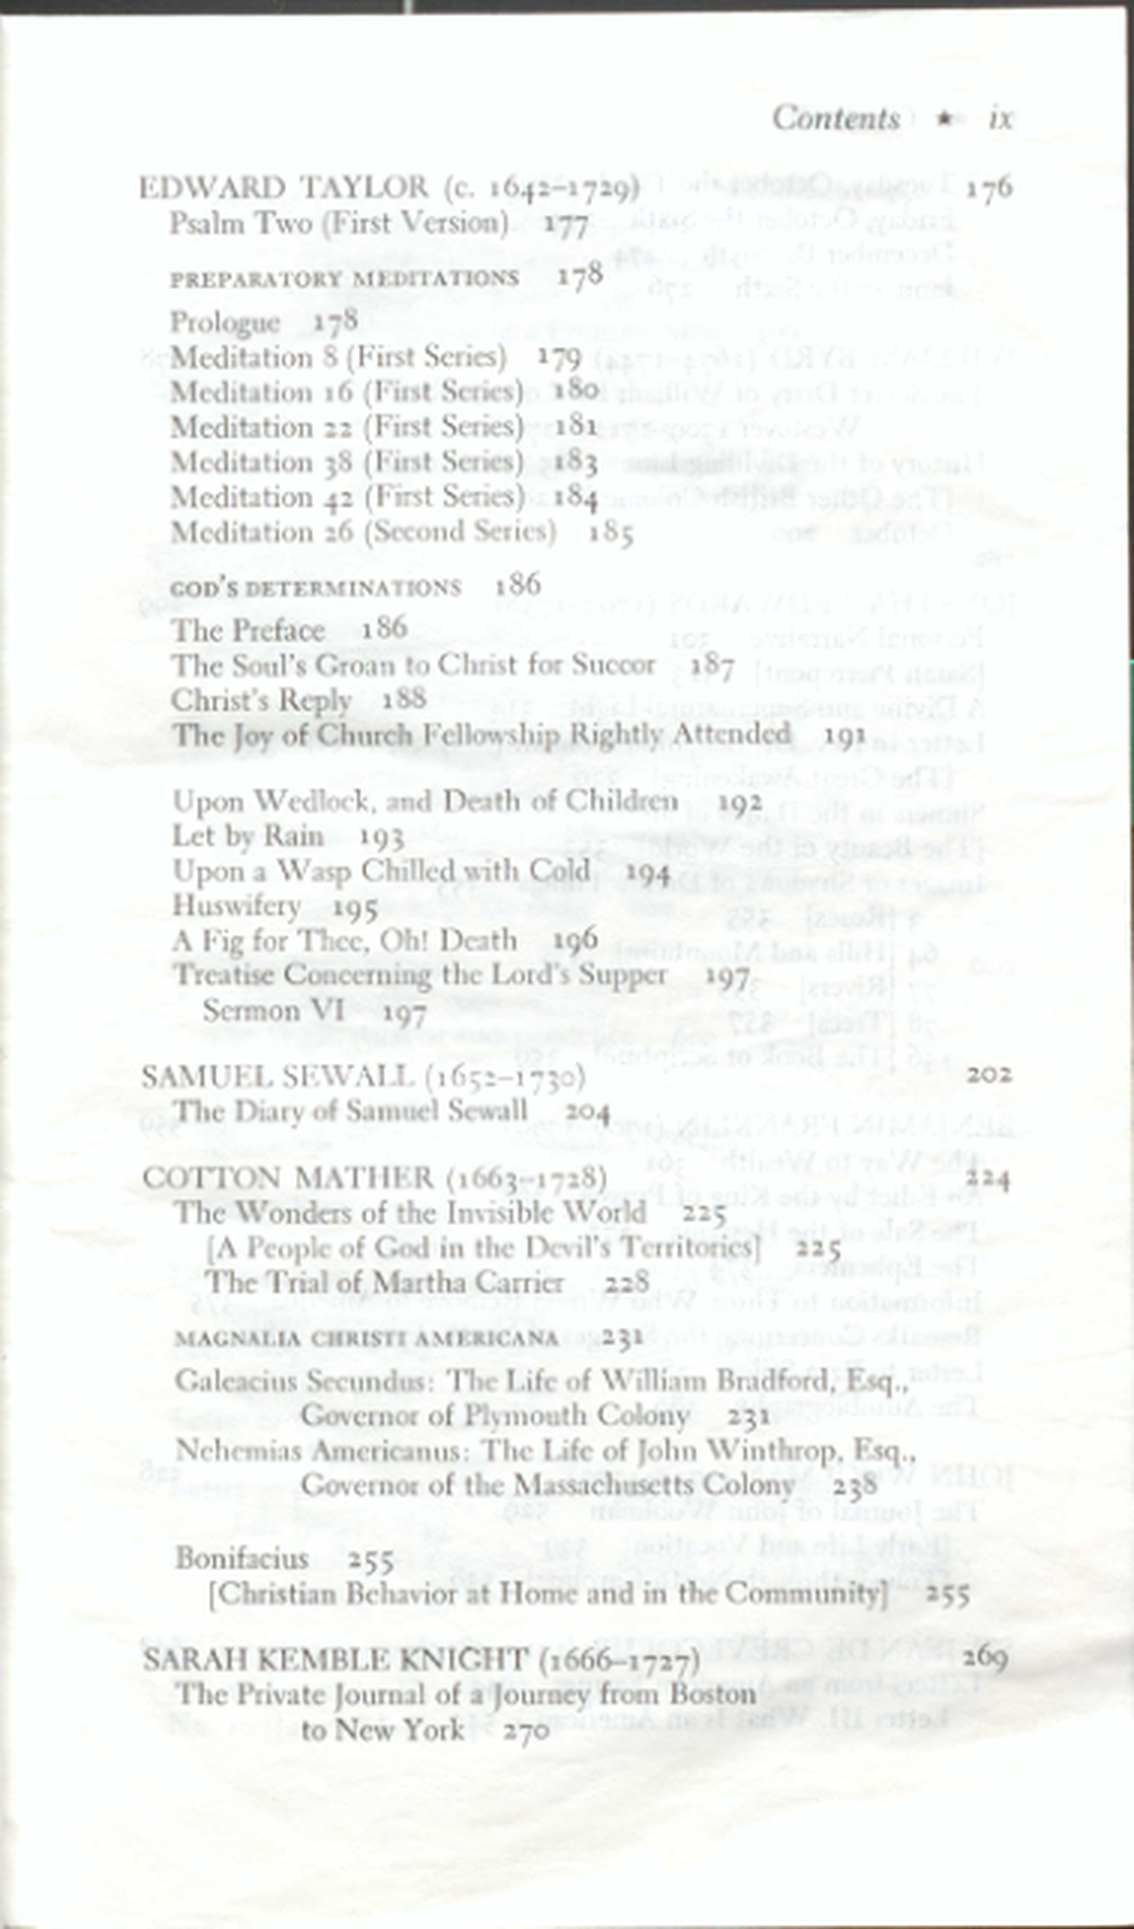 Contents ★ ix
EDWARD TAYLOR (c. 1642–1729) 176
Psalm Two (First Version) 177
PREPARATORY MEDITATIONS 178
Prologue 178
Meditation 8 (First Series) 179
Meditation 16 (First Series) 180
Meditation 22 (First Series) 181
Meditation 38 (First Series) 183
Meditation 42 (First Series) 184
Meditation 26 (Second Series) 185
GOD'S DETERMINATIONS 186
The Preface 186
The Soul's Groan to Christ for Succor 187
Christ's Reply 188
The Joy of Church Fellowship Rightly Attended 191
Upon Wedlock, and Death of Children 192
Let by Rain 193
Upon a Wasp Chilled with Cold 194
Huswifery 195
A Fig for Thee, Oh! Death 196
Treatise Concerning the Lord's Supper 197
Sermon VI 197
SAMUEL SEWALL (1652–1730) 202
The Diary of Samuel Sewall 204
COTTON MATHER (1663–1728) 224
The Wonders of the Invisible World 225
[A People of God in the Devil's Territories] 225
The Trial of Martha Carrier 228
MAGNALIA CHRISTI AMERICANA 231
Galeacius Secundus: The Life of William Bradford, Esq.,
Governor of Plymouth Colony 231
Nehemias Americanus: The Life of John Winthrop, Esq.,
Governor of the Massachusetts Colony 238
Bonifacius 255
[Christian Behavior at Home and in the Community] 255
SARAH KEMBLE KNIGHT (1666–1727) 269
The Private Journal of a Journey from Boston
to New York 270